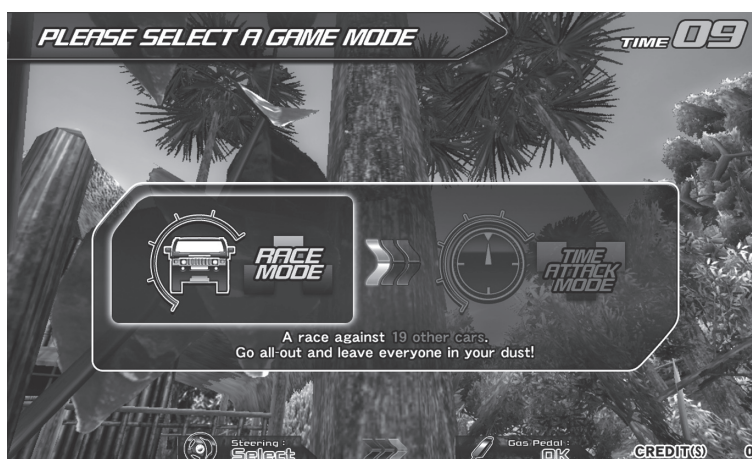 PLEASE SELECT A GAME MODE
TIME 09
RACE
MODE
TIME
ATTACK
MODE
A race against 19 other cars.
Go all-out and leave everyone in your dust!
Steering :
Select
Gas Pedal :
OK
CREDIT(S)